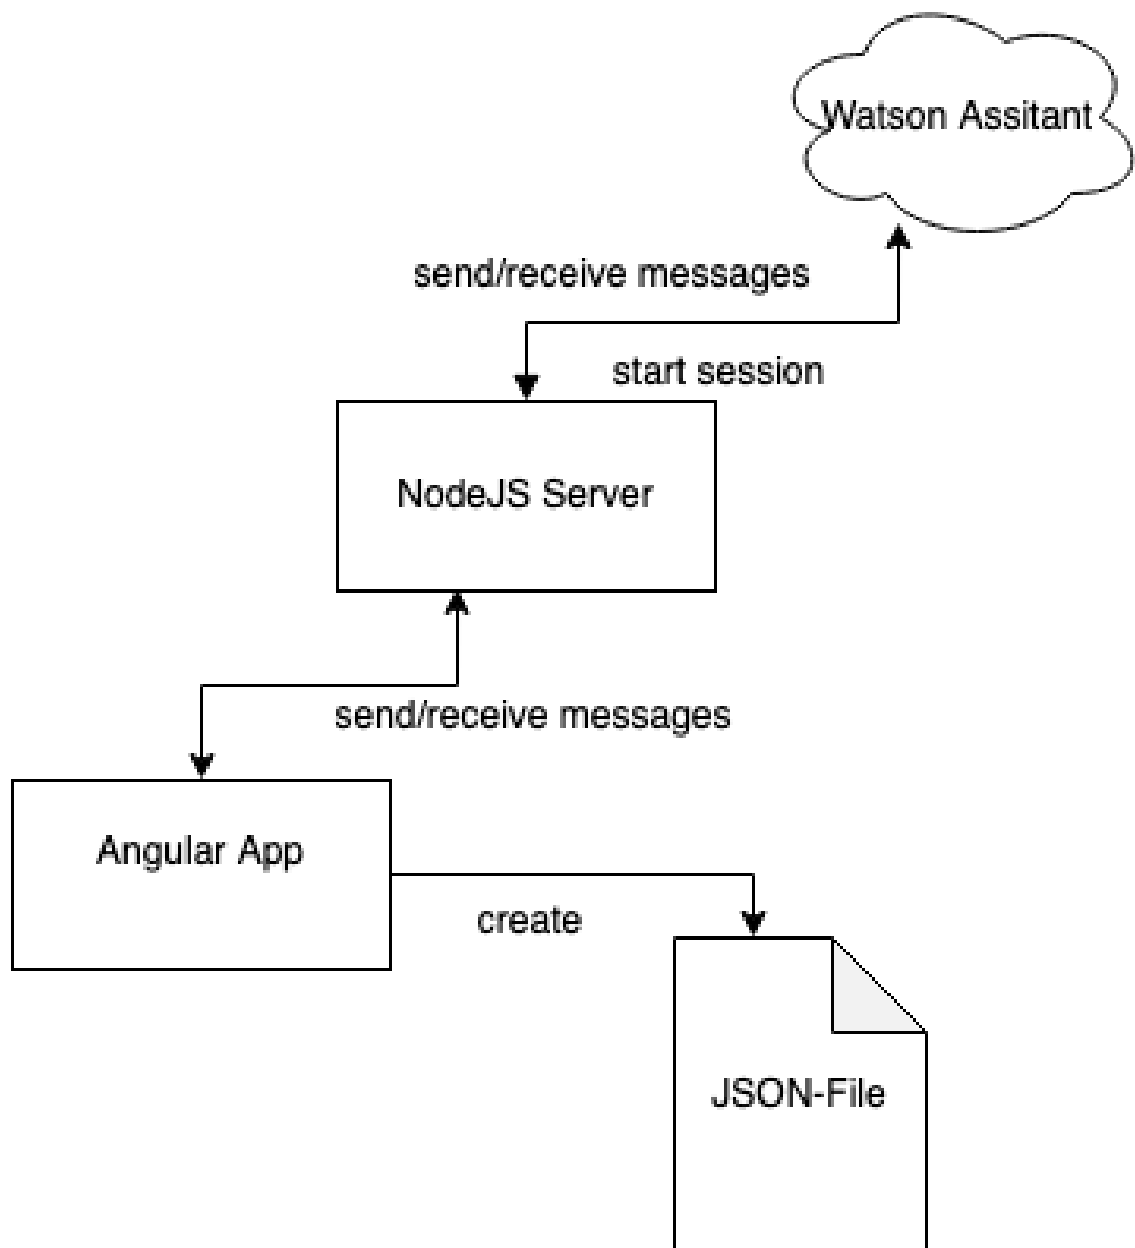 Watson Assitant
send/receive messages
start session
NodeJS Server
send/receive messages
Angular App
create
JSON-File